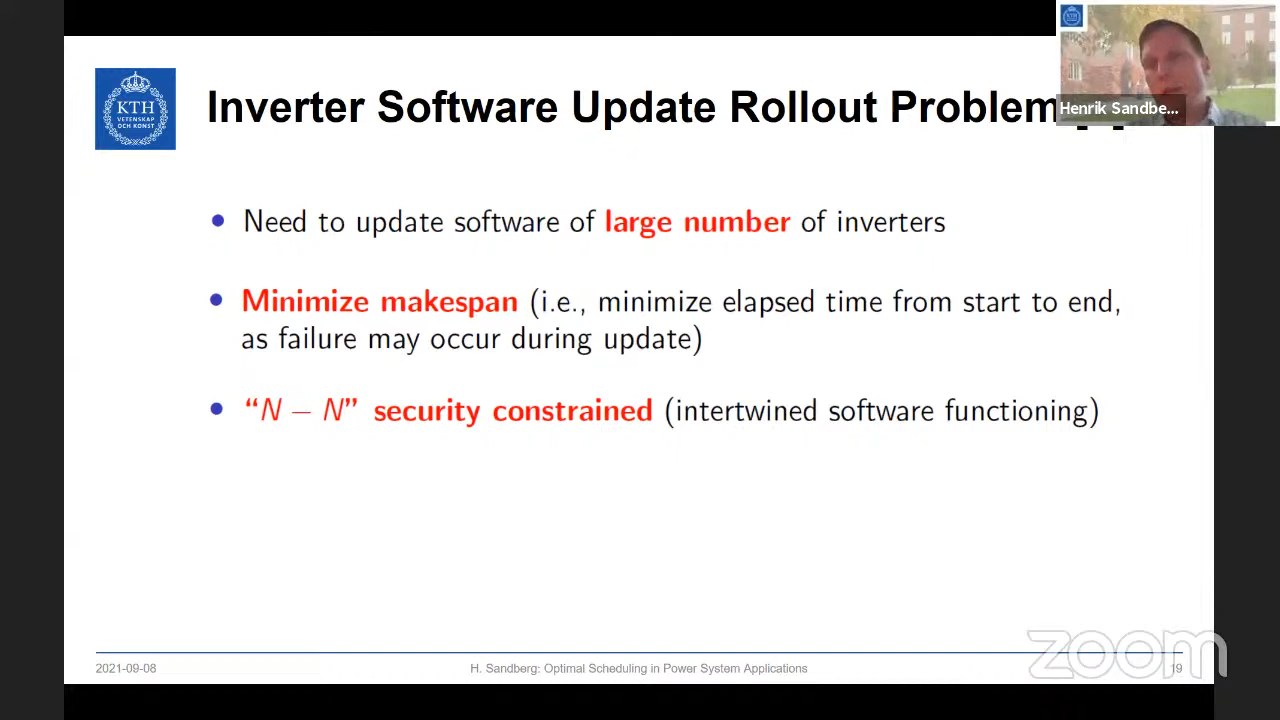 KTH
VETENSKAP
OCH KONST
Inverter Software Update Rollout Problem
Henrik Sandbe...
• Need to update software of large number of inverters
• Minimize makespan (i.e., minimize elapsed time from start to end,
as failure may occur during update)
• “N − N” security constrained (intertwined software functioning)
2021-09-08
H. Sandberg: Optimal Scheduling in Power System Applications
19
zoom